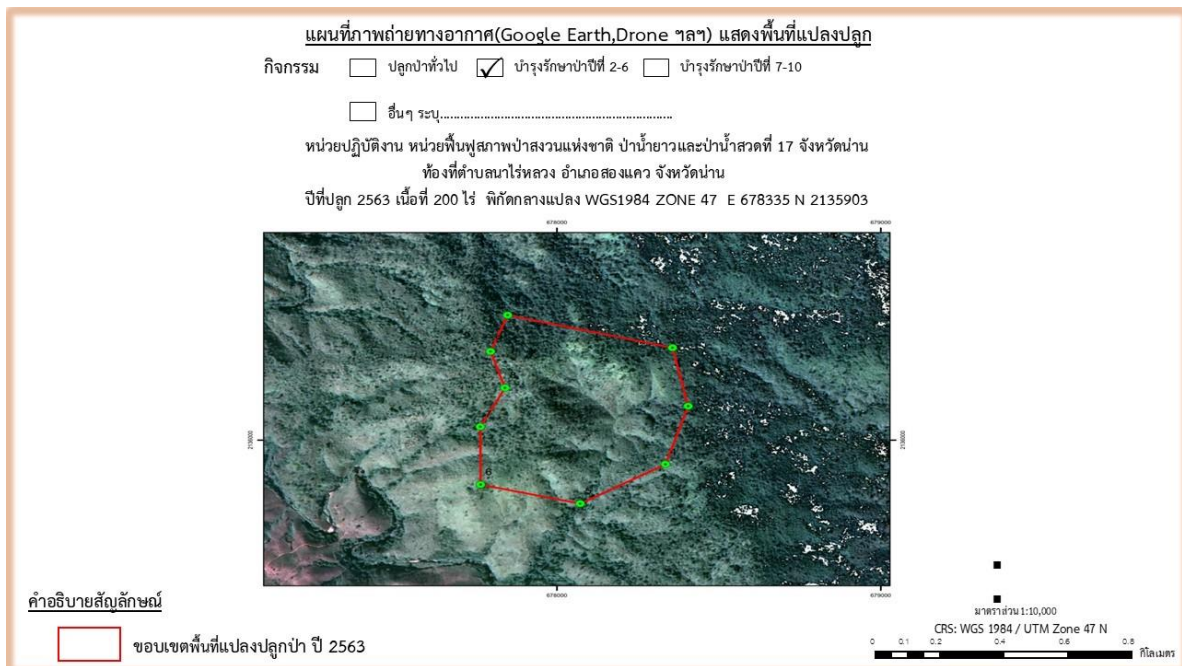 แผนที่ภาพถ่ายทางอากาศ(Google Earth,Drone ฯลฯ) แสดงพื้นที่แปลงปลูก
กิจกรรม ปลูกป่าทั่วไป บำรุงรักษาป่าปีที่ 2-6 บำรุงรักษาป่าปีที่ 7-10
อื่นๆ ระบุ......................................................................
หน่วยปฏิบัติงาน หน่วยฟื้นฟูสภาพป่าสงวนแห่งชาติ ป่าน้ำยาวและป่าน้ำสวดที่ 17 จังหวัดน่าน
ท้องที่ตำบลนาไร่หลวง อำเภอสองแคว จังหวัดน่าน
ปีที่ปลูก 2563 เนื้อที่ 200 ไร่ พิกัดกลางแปลง WGS1984 ZONE 47 E 678335 N 2135903
678000 679000
6
678000 679000
คำอธิบายสัญลักษณ์
ขอบเขตพื้นที่แปลงปลูกป่า ปี 2563
มาตราส่วน 1:10,000
CRS: WGS 1984 / UTM Zone 47 N
0 0.1 0.2 0.4 0.6 0.8
กิโลเมตร